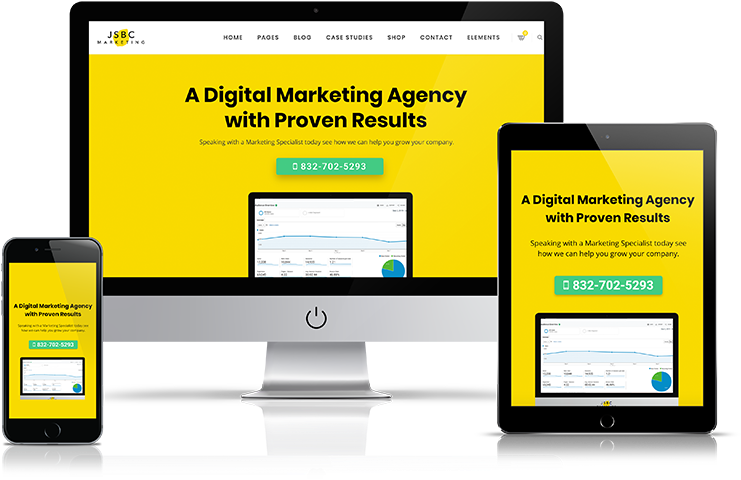 JSBC
MARKETING
HOME PAGES BLOG CASE STUDIES SHOP CONTACT ELEMENTS
A Digital Marketing Agency
with Proven Results
Speaking with a Marketing Specialist today see how we can help you grow your company.
832-702-5293
A Digital Marketing Agency
with Proven Results
Speaking with a Marketing Specialist today see
how we can help you grow your company.
832-702-5293
JSBC
A Digital Marketing Agency
with Proven Results
Speaking with a Marketing Specialist today see
how we can help you grow your company.
832-702-5293